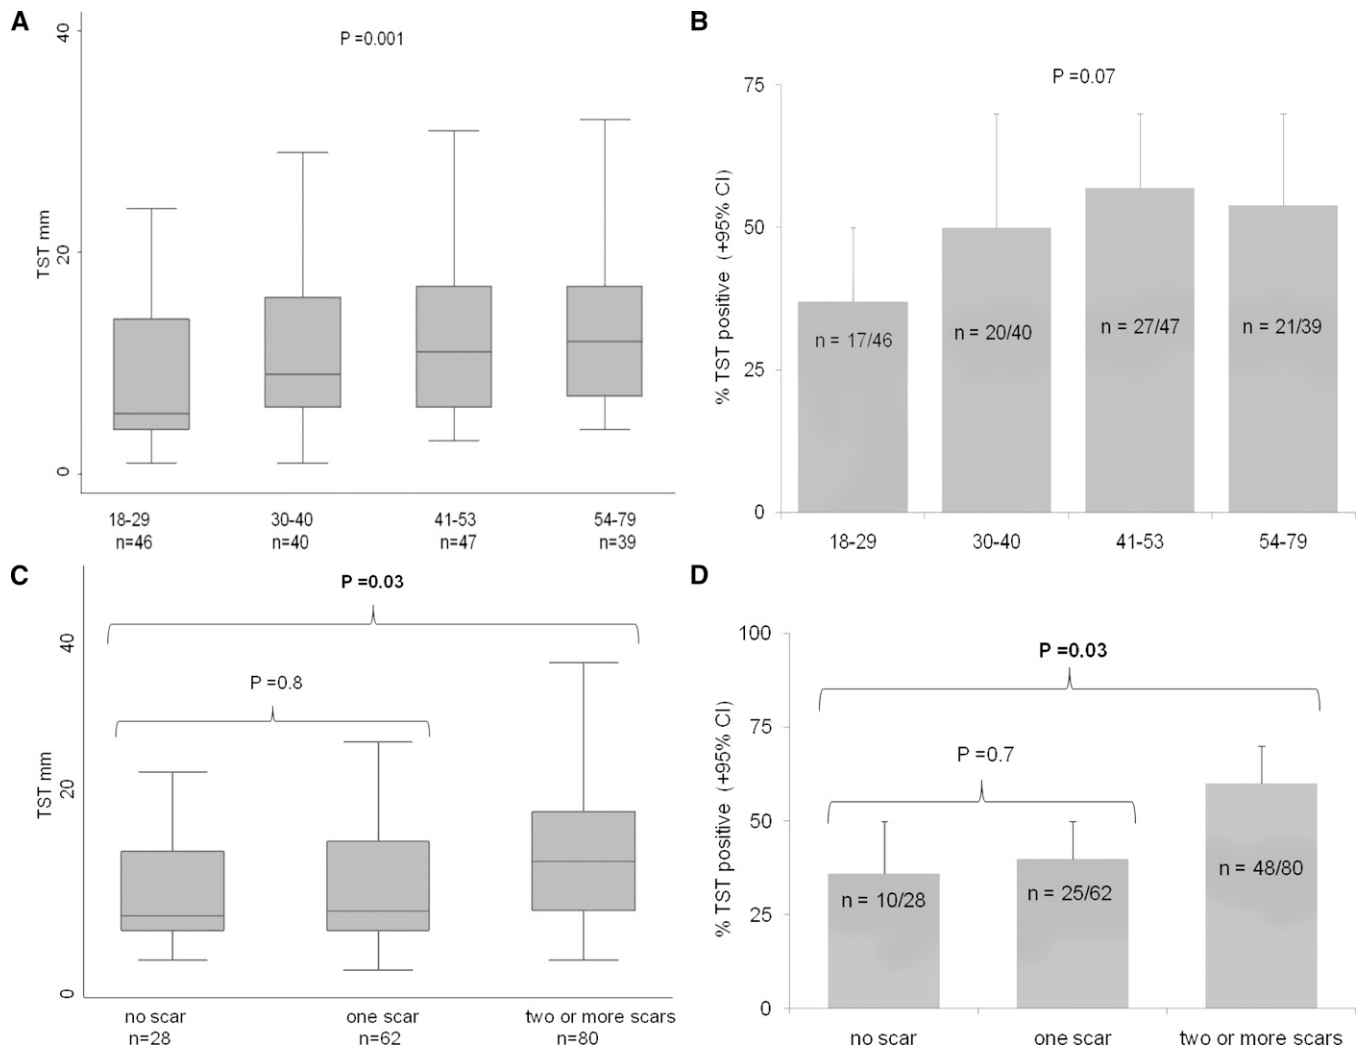 A
P =0.001
40
20
0
TST mm
18-29
30-40
41-53
54-79
n=46
n=40
n=47
n=39
B
P =0.07
75
50
25
0
% TST positive (+95% CI)
n = 17/46
n = 20/40
n = 27/47
n = 21/39
18-29
30-40
41-53
54-79
C
P =0.03
P =0.8
40
20
0
TST mm
no scar
one scar
two or more scars
n=28
n=62
n=80
D
P =0.03
P =0.7
100
75
50
25
0
% TST positive (+95% CI)
n = 10/28
n = 25/62
n = 48/80
no scar
one scar
two or more scars